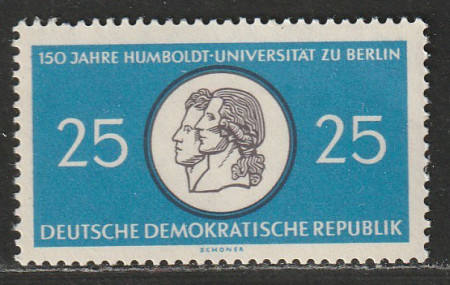 150 JAHRE HUMBOLDT-UNIVERSITÄT ZU BERLIN
25 25
DEUTSCHE DEMOKRATISCHE REPUBLIK
SCHONER